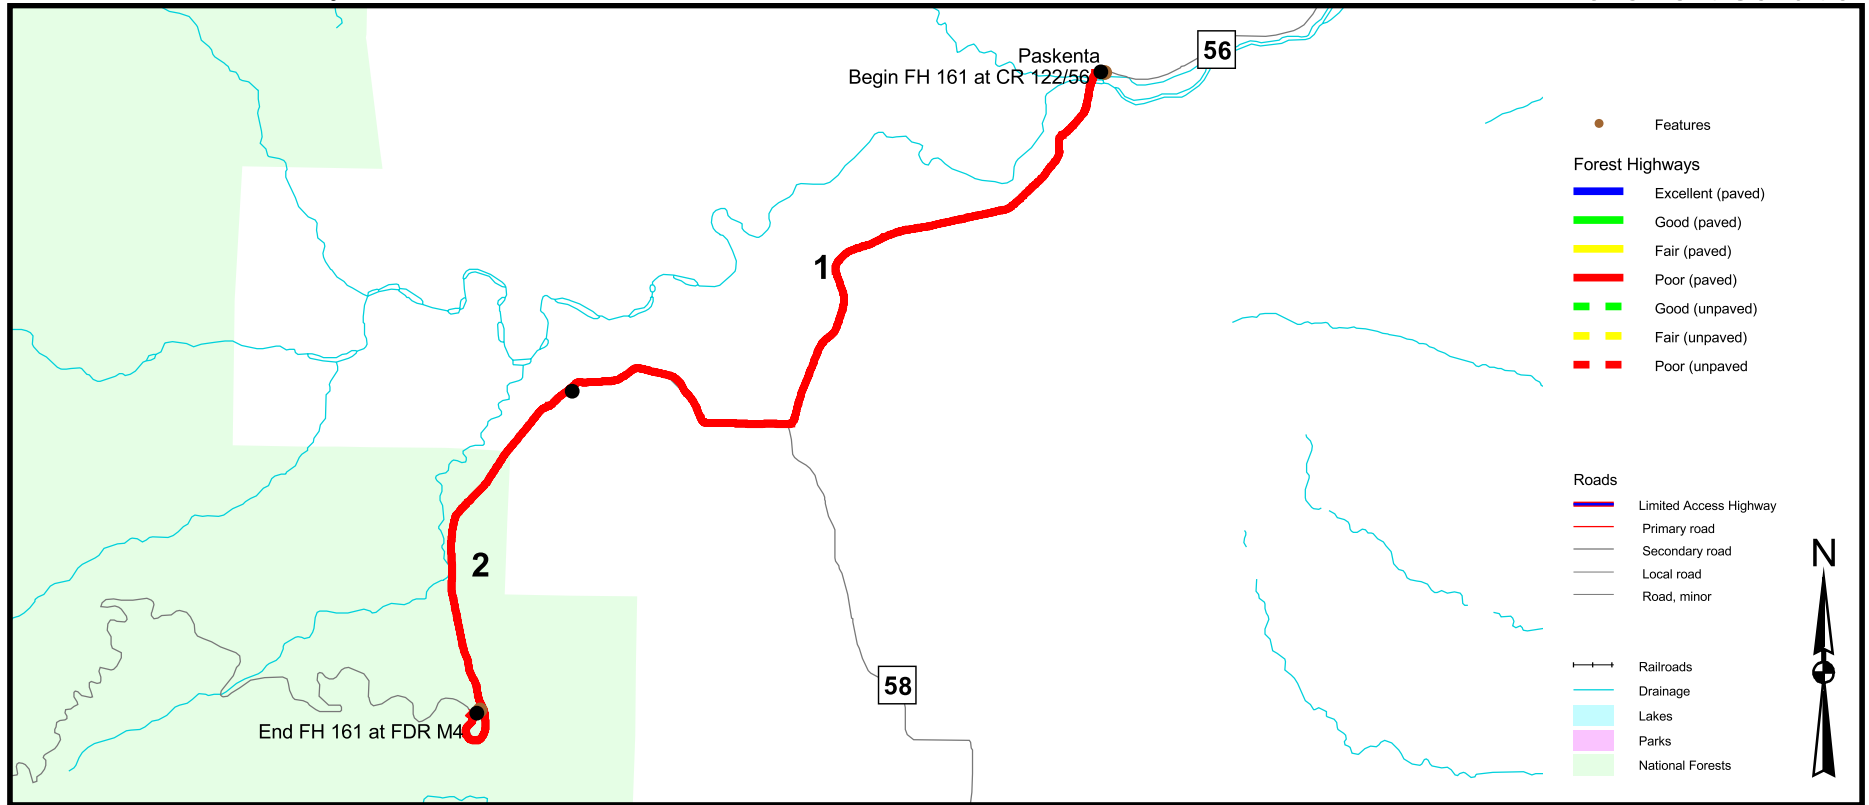 Paskenta
56
Begin FH 161 at CR 122/56
1
2
58
End FH 161 at FDR M4
Features
Forest Highways
Excellent (paved)
Good (paved)
Fair (paved)
Poor (paved)
Good (unpaved)
Fair (unpaved)
Poor (unpaved
Roads
Limited Access Highway
Primary road
Secondary road
Local road
Road, minor
N
Railroads
Drainage
Lakes
Parks
National Forests